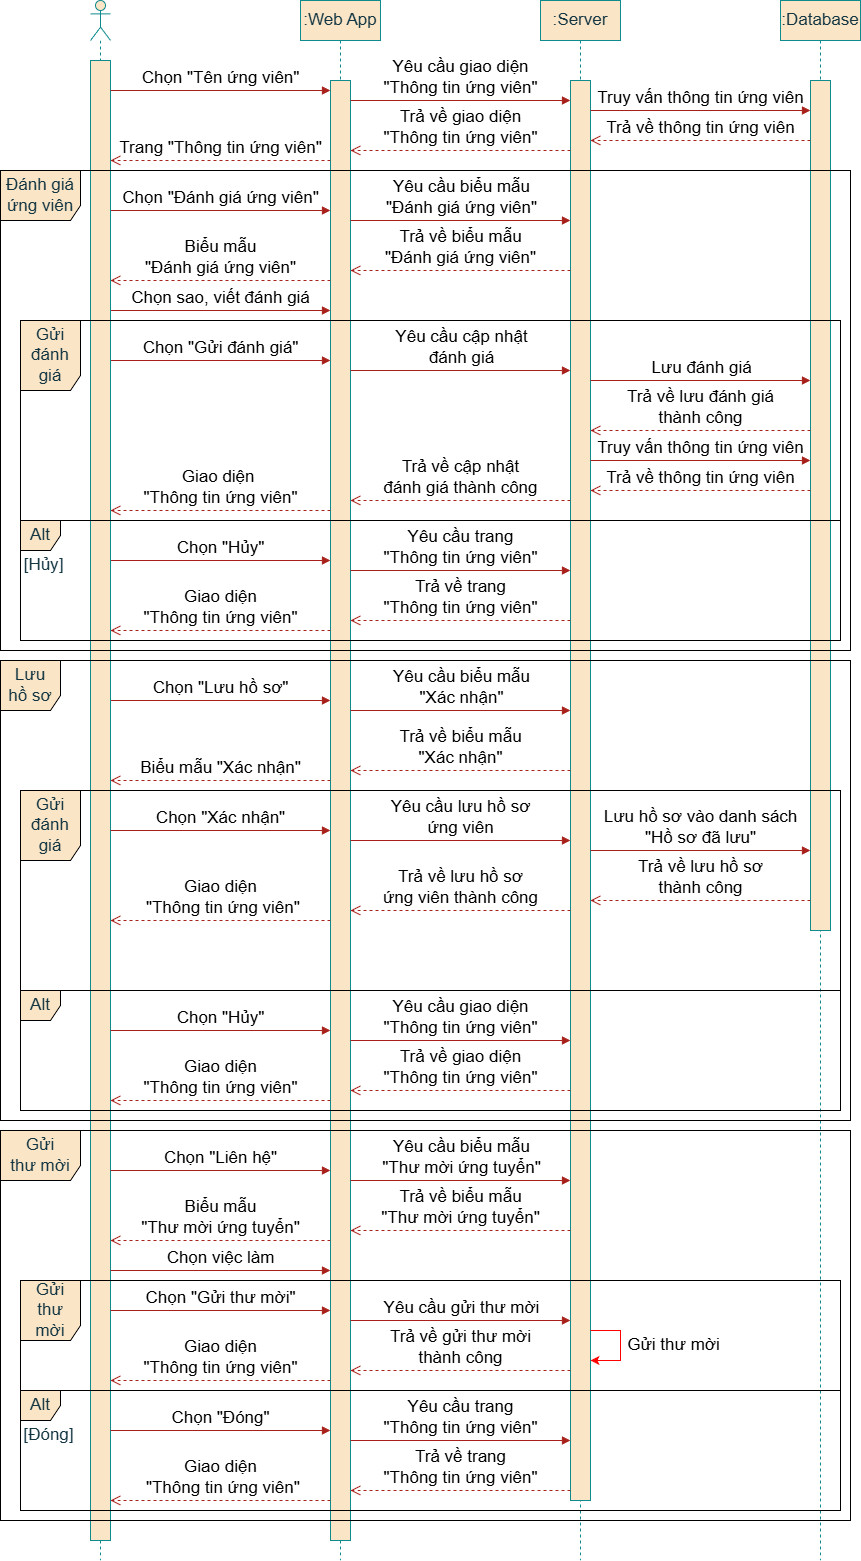 :Web App
:Server
:Database
Chọn "Tên ứng viên"
Yêu cầu giao diện
"Thông tin ứng viên"
Truy vấn thông tin ứng viên
Trả về thông tin ứng viên
Trả về giao diện
"Thông tin ứng viên"
Trang "Thông tin ứng viên"
Đánh giá
ứng viên
Chọn "Đánh giá ứng viên"
Yêu cầu biểu mẫu
"Đánh giá ứng viên"
Trả về biểu mẫu
"Đánh giá ứng viên"
Biểu mẫu
"Đánh giá ứng viên"
Chọn sao, viết đánh giá
Gửi
đánh
giá
Chọn "Gửi đánh giá"
Yêu cầu cập nhật
đánh giá
Lưu đánh giá
Trả về lưu đánh giá
thành công
Truy vấn thông tin ứng viên
Trả về thông tin ứng viên
Trả về cập nhật
đánh giá thành công
Giao diện
"Thông tin ứng viên"
Alt
[Hủy]
Chọn "Hủy"
Yêu cầu trang
"Thông tin ứng viên"
Trả về trang
"Thông tin ứng viên"
Giao diện
"Thông tin ứng viên"
Lưu
hồ sơ
Chọn "Lưu hồ sơ"
Yêu cầu biểu mẫu
"Xác nhận"
Trả về biểu mẫu
"Xác nhận"
Biểu mẫu "Xác nhận"
Gửi
đánh
giá
Chọn "Xác nhận"
Yêu cầu lưu hồ sơ
ứng viên
Lưu hồ sơ vào danh sách
"Hồ sơ đã lưu"
Trả về lưu hồ sơ
thành công
Trả về lưu hồ sơ
ứng viên thành công
Giao diện
"Thông tin ứng viên"
Alt
Chọn "Hủy"
Yêu cầu giao diện
"Thông tin ứng viên"
Trả về giao diện
"Thông tin ứng viên"
Giao diện
"Thông tin ứng viên"
Gửi
thư mời
Chọn "Liên hệ"
Yêu cầu biểu mẫu
"Thư mời ứng tuyển"
Trả về biểu mẫu
"Thư mời ứng tuyển"
Biểu mẫu
"Thư mời ứng tuyển"
Chọn việc làm
Gửi
thư
mời
Chọn "Gửi thư mời"
Yêu cầu gửi thư mời
Gửi thư mời
Trả về gửi thư mời
thành công
Giao diện
"Thông tin ứng viên"
Alt
[Đóng]
Chọn "Đóng"
Yêu cầu trang
"Thông tin ứng viên"
Trả về trang
"Thông tin ứng viên"
Giao diện
"Thông tin ứng viên"